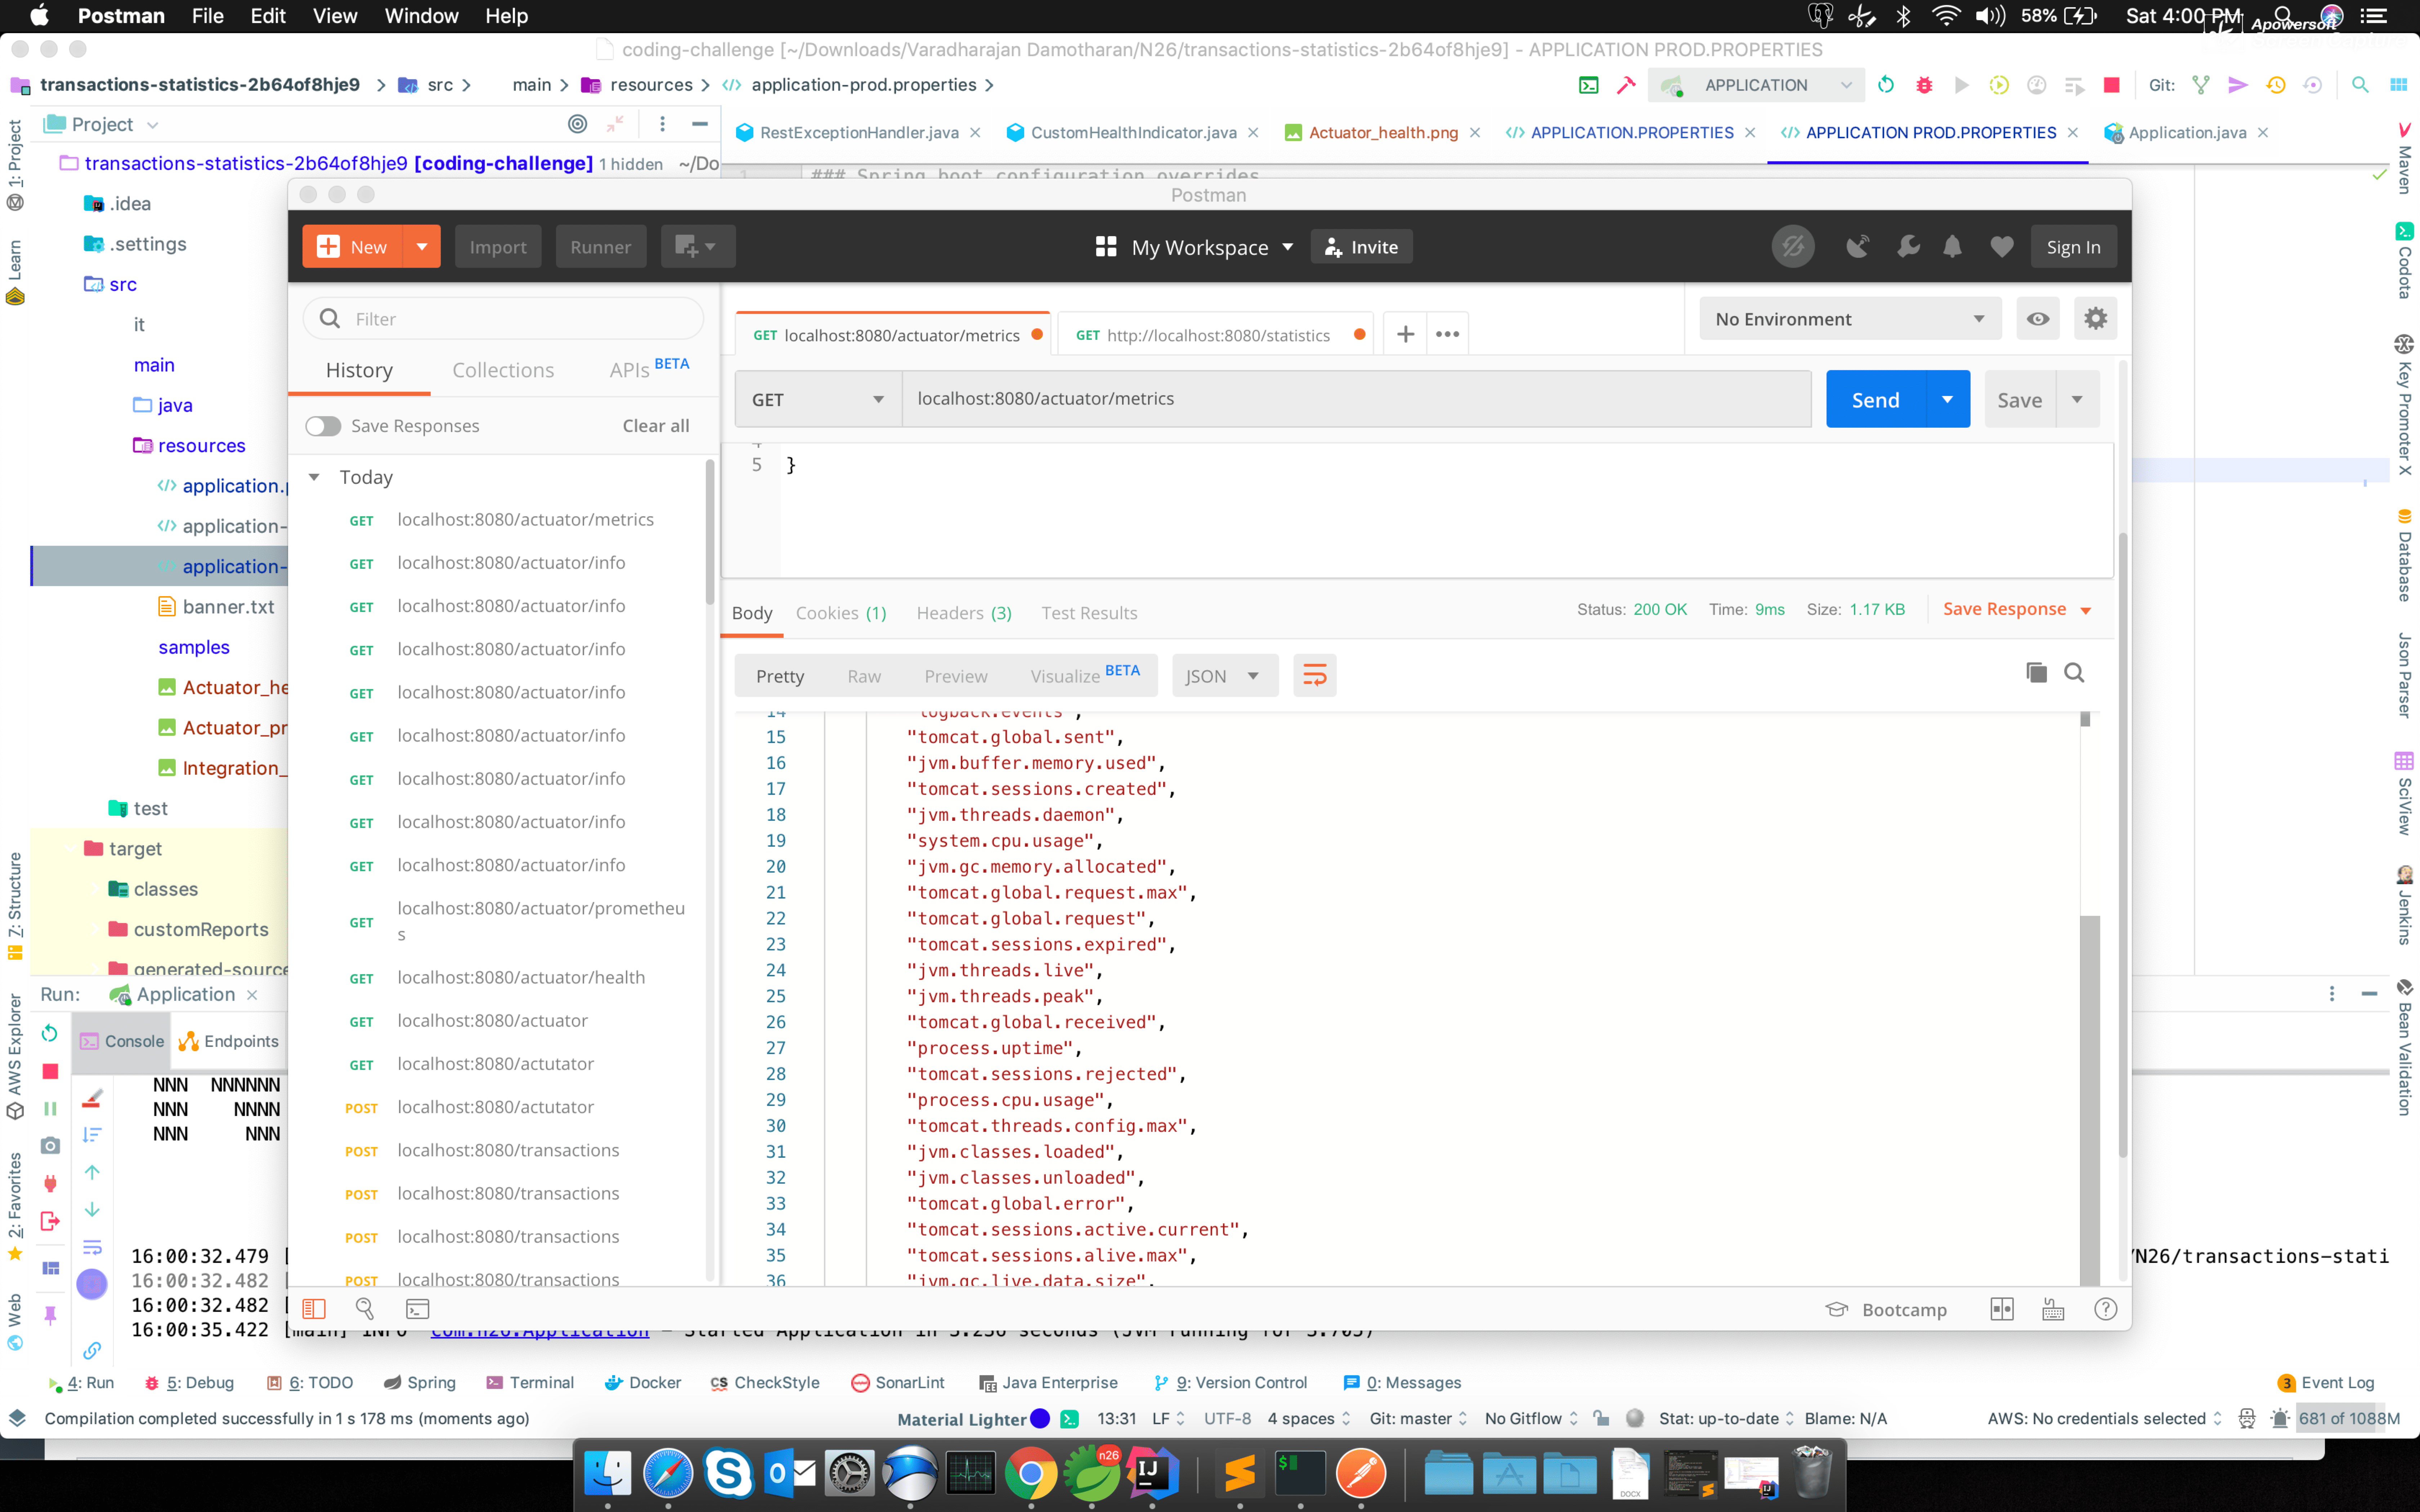 Postman File Edit View Window Help
58% Sat 4:00 PM
Apowersoft
coding-challenge [~/Downloads/Varadharajan Damotharan/N26/transactions-statistics-2b64of8hje9] - APPLICATION PROD.PROPERTIES
transactions-statistics-2b64of8hje9 src main resources application-prod.properties
APPLICATION Git:
Project
RestExceptionHandler.java CustomHealthIndicator.java Actuator_health.png APPLICATION.PROPERTIES APPLICATION PROD.PROPERTIES Application.java
transactions-statistics-2b64of8hje9 [coding-challenge] 1 hidden ~/Do
1 ### Spring boot configuration overrides
.idea
.settings
src
it
main
java
resources
application.
application-
application-
banner.txt
samples
Actuator_he
Actuator_pr
Integration_
test
target
classes
customReports
generated-source
1: Project
Learn
7: Structure
AWS Explorer
2: Favorites
Web
Maven
Codota
Key Promoter X
Database
Json Parser
SciView
Jenkins
Bean Validation
Postman
New Import Runner My Workspace Invite Sign In
Filter
History Collections APIs BETA
Save Responses Clear all
Today
GET localhost:8080/actuator/metrics
GET localhost:8080/actuator/info
GET localhost:8080/actuator/info
GET localhost:8080/actuator/info
GET localhost:8080/actuator/info
GET localhost:8080/actuator/info
GET localhost:8080/actuator/info
GET localhost:8080/actuator/info
GET localhost:8080/actuator/info
GET localhost:8080/actuator/prometheu
s
GET localhost:8080/actuator/health
GET localhost:8080/actuator
GET localhost:8080/actutator
POST localhost:8080/actutator
POST localhost:8080/transactions
POST localhost:8080/transactions
POST localhost:8080/transactions
POST localhost:8080/transactions
GET localhost:8080/actuator/metrics GET http://localhost:8080/statistics
No Environment
GET localhost:8080/actuator/metrics Send Save
5 }
Body Cookies (1) Headers (3) Test Results
Status: 200 OK Time: 9ms Size: 1.17 KB Save Response
Pretty Raw Preview Visualize BETA JSON
14 "logback.events",
15 "tomcat.global.sent",
16 "jvm.buffer.memory.used",
17 "tomcat.sessions.created",
18 "jvm.threads.daemon",
19 "system.cpu.usage",
20 "jvm.gc.memory.allocated",
21 "tomcat.global.request.max",
22 "tomcat.global.request",
23 "tomcat.sessions.expired",
24 "jvm.threads.live",
25 "jvm.threads.peak",
26 "tomcat.global.received",
27 "process.uptime",
28 "tomcat.sessions.rejected",
29 "process.cpu.usage",
30 "tomcat.threads.config.max",
31 "jvm.classes.loaded",
32 "jvm.classes.unloaded",
33 "tomcat.global.error",
34 "tomcat.sessions.active.current",
35 "tomcat.sessions.alive.max",
36 "jvm.gc.live.data.size",
Bootcamp
Run: Application
Console Endpoints
NNN NNNNNN
NNN NNNN
NNN NNN
16:00:32.479 [ /N26/transactions-stati
16:00:32.482 [
16:00:32.482 [
16:00:35.422 [main] INFO com.n26.Application - Started Application in 3.236 seconds (JVM running for 3.705)
4: Run 5: Debug 6: TODO Spring Terminal Docker CheckStyle SonarLint Java Enterprise 9: Version Control 0: Messages 3 Event Log
Compilation completed successfully in 1 s 178 ms (moments ago) Material Lighter 13:31 LF UTF-8 4 spaces Git: master No Gitflow Stat: up-to-date Blame: N/A AWS: No credentials selected 681 of 1088M
n26
IJ
DOCX